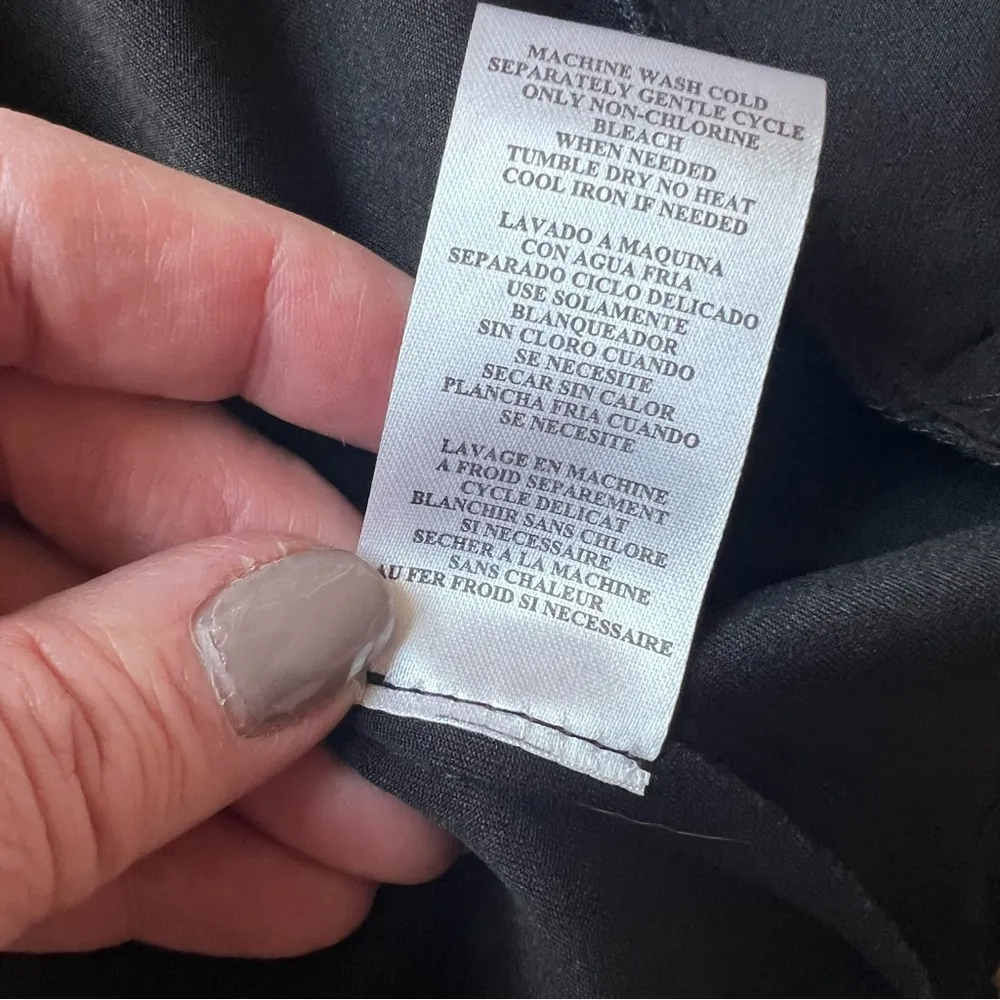 MACHINE WASH COLD
SEPARATELY GENTLE CYCLE
ONLY NON-CHLORINE
BLEACH
WHEN NEEDED
TUMBLE DRY NO HEAT
COOL IRON IF NEEDED
LAVADO A MAQUINA
CON AGUA FRIA
SEPARADO CICLO DELICADO
USE SOLAMENTE
BLANQUEADOR
SIN CLORO CUANDO
SE NECESITE
SECAR SIN CALOR
PLANCHA FRIA CUANDO
SE NECESITE
LAVAGE EN MACHINE
A FROID SEPAREMENT
CYCLE DELICAT
BLANCHIR SANS CHLORE
SI NECESSAIRE
SECHER A LA MACHINE
SANS CHALEUR
AU FER FROID SI NECESSAIRE